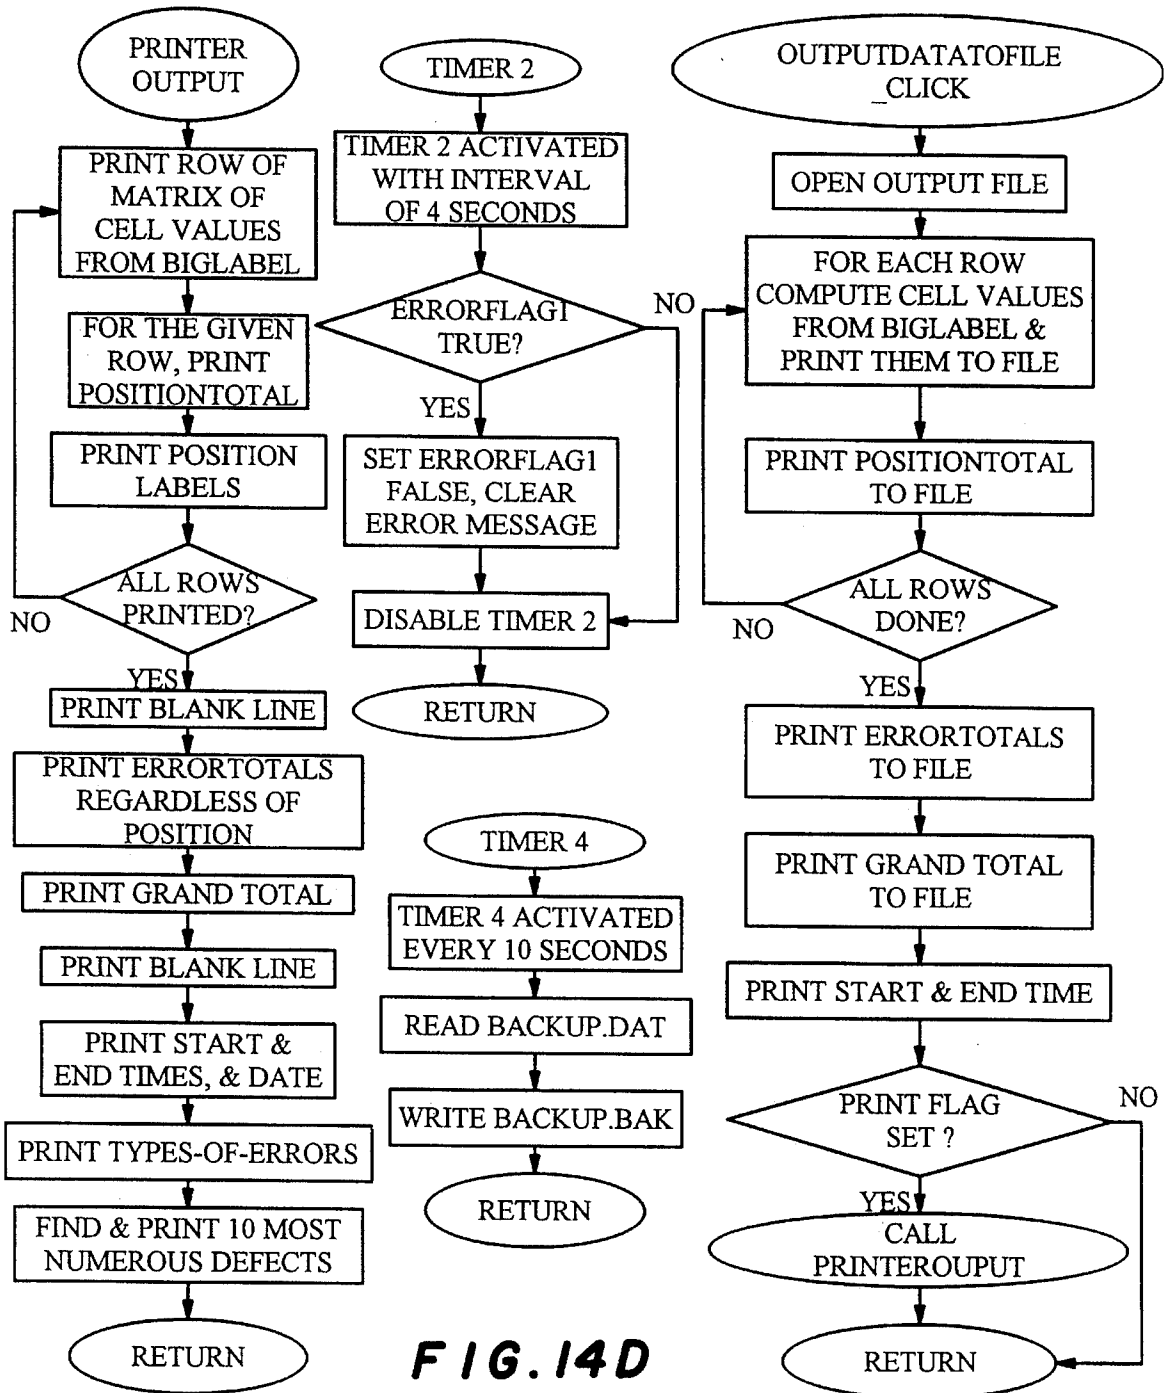 PRINTER
OUTPUT
PRINT ROW OF
MATRIX OF
CELL VALUES
FROM BIGLABEL
FOR THE GIVEN
ROW, PRINT
POSITIONTOTAL
PRINT POSITION
LABELS
ALL ROWS
PRINTED?
NO
YES
PRINT BLANK LINE
PRINT ERRORTOTALS
REGARDLESS OF
POSITION
PRINT GRAND TOTAL
PRINT BLANK LINE
PRINT START &
END TIMES, & DATE
PRINT TYPES-OF-ERRORS
FIND & PRINT 10 MOST
NUMEROUS DEFECTS
RETURN
TIMER 2
TIMER 2 ACTIVATED
WITH INTERVAL
OF 4 SECONDS
ERRORFLAG1
TRUE?
NO
YES
SET ERRORFLAG1
FALSE, CLEAR
ERROR MESSAGE
DISABLE TIMER 2
RETURN
TIMER 4
TIMER 4 ACTIVATED
EVERY 10 SECONDS
READ BACKUP.DAT
WRITE BACKUP.BAK
RETURN
OUTPUTDATATOFILE
_CLICK
OPEN OUTPUT FILE
FOR EACH ROW
COMPUTE CELL VALUES
FROM BIGLABEL &
PRINT THEM TO FILE
PRINT POSITIONTOTAL
TO FILE
ALL ROWS
DONE?
NO
YES
PRINT ERRORTOTALS
TO FILE
PRINT GRAND TOTAL
TO FILE
PRINT START & END TIME
PRINT FLAG
SET ?
NO
YES
CALL
PRINTEROUPUT
RETURN
FIG.14D